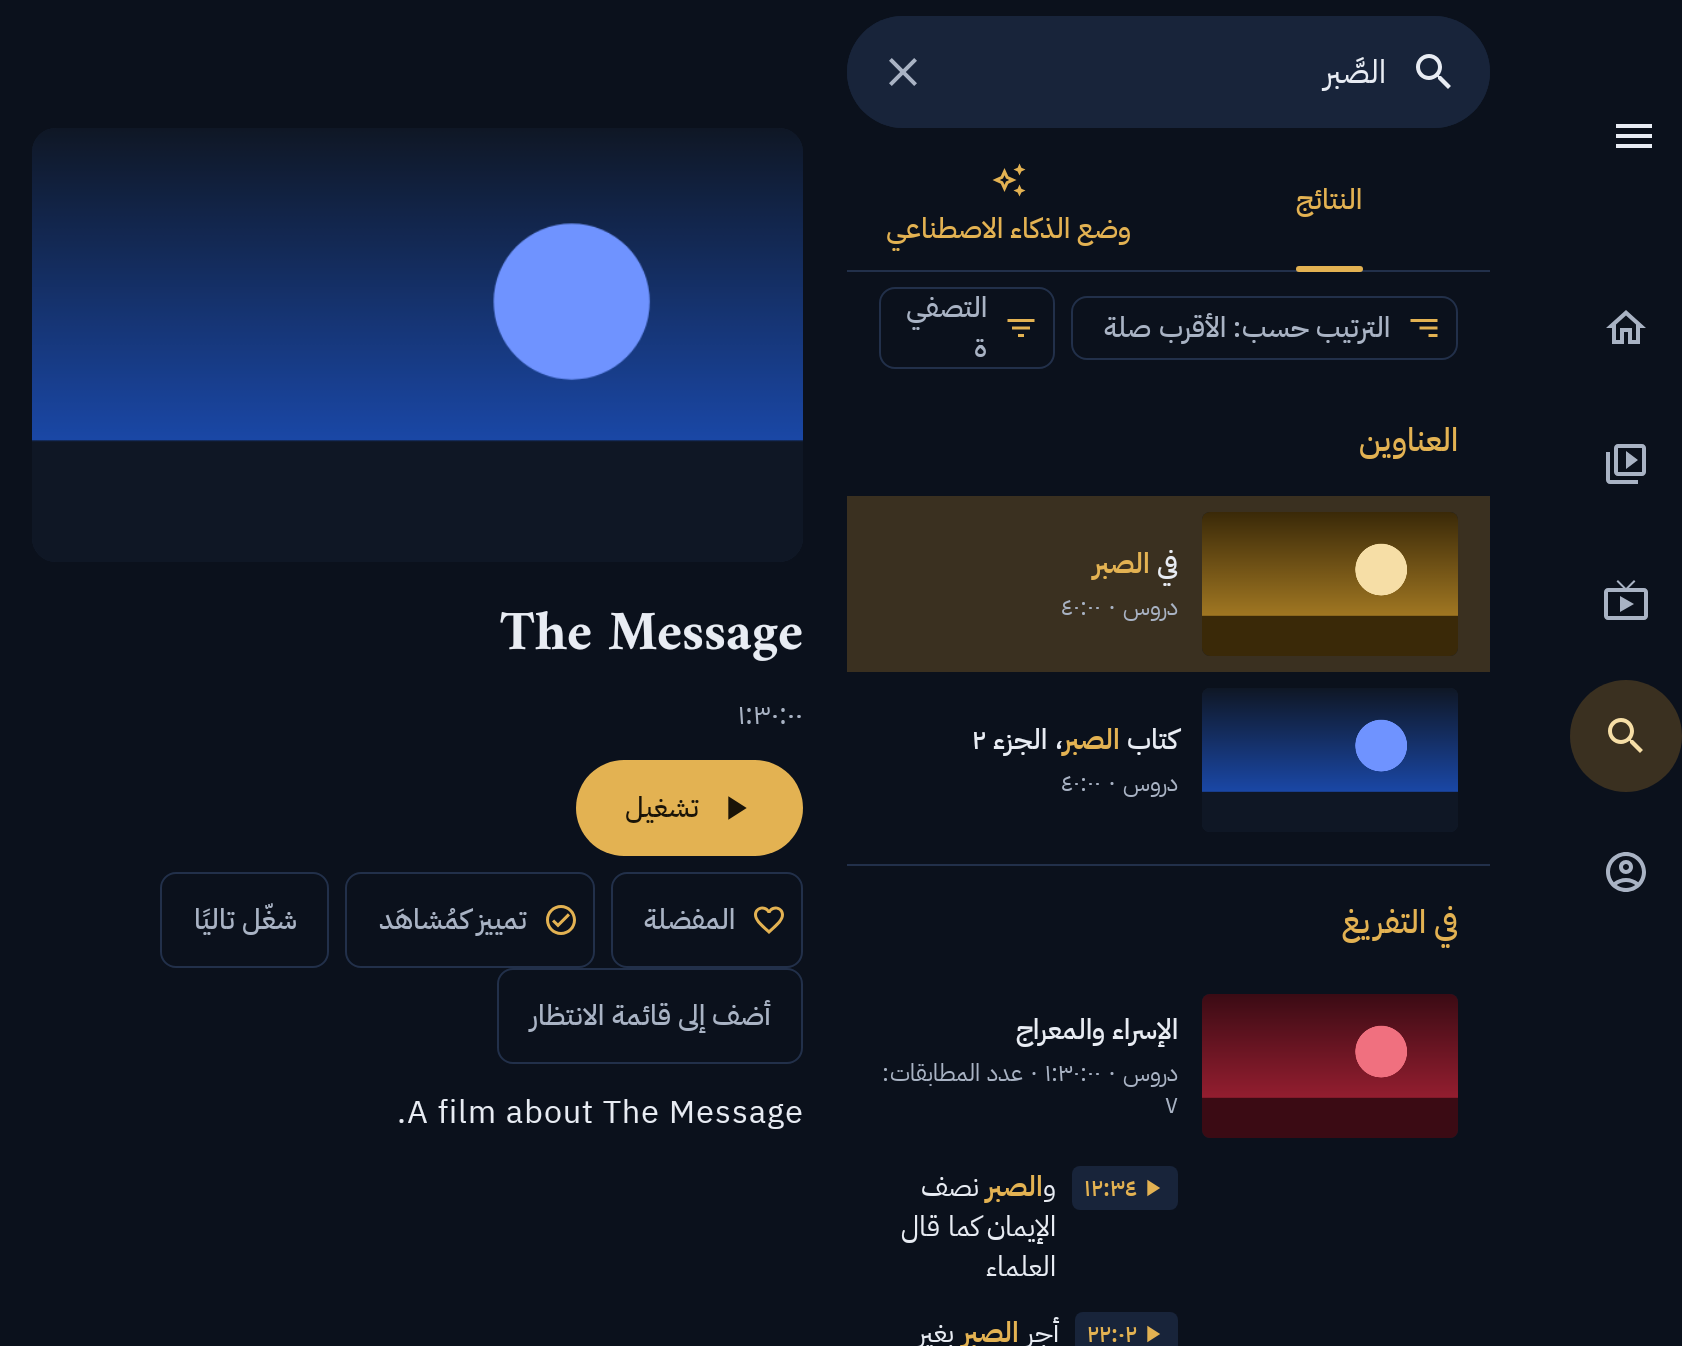 الصَّبر
النتائج
وضع الذكاء الاصطناعي
الترتيب حسب: الأقرب صلة
التصفي
ة
العناوين
في الصبر
دروس · ٤٠:٠٠
كتاب الصبر، الجزء ٢
دروس · ٤٠:٠٠
في التفريغ
الإسراء والمعراج
دروس · ١:٣٠:٠٠ · عدد المطابقات:
٧
١٢:٣٤
والصبر نصف
الإيمان كما قال
العلماء
٢٢:٠٢
أجر الصبر بغير
The Message
١:٣٠:٠٠
تشغيل
المفضلة
تمييز كمُشاهَد
شغّل تاليًا
أضف إلى قائمة الانتظار
A film about The Message.